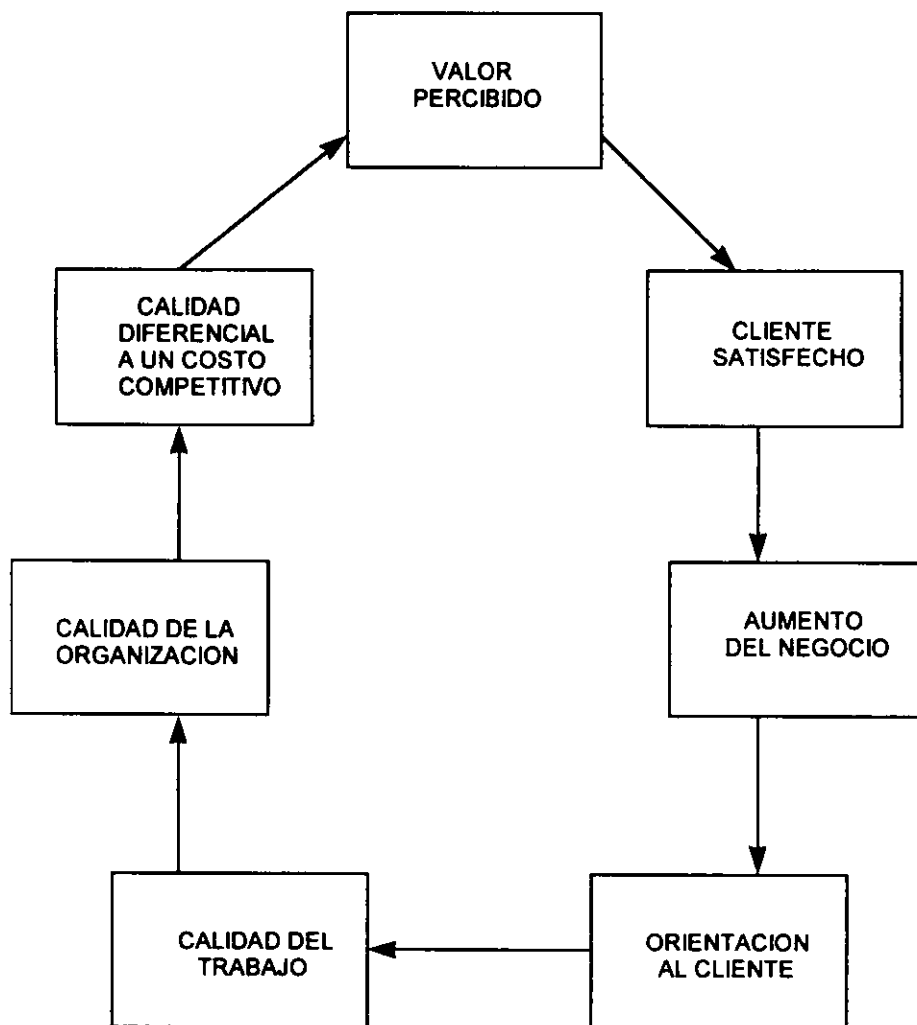 VALOR
PERCIBIDO
CALIDAD
DIFERENCIAL
A UN COSTO
COMPETITIVO
CLIENTE
SATISFECHO
CALIDAD DE LA
ORGANIZACION
AUMENTO
DEL NEGOCIO
CALIDAD DEL
TRABAJO
ORIENTACION
AL CLIENTE